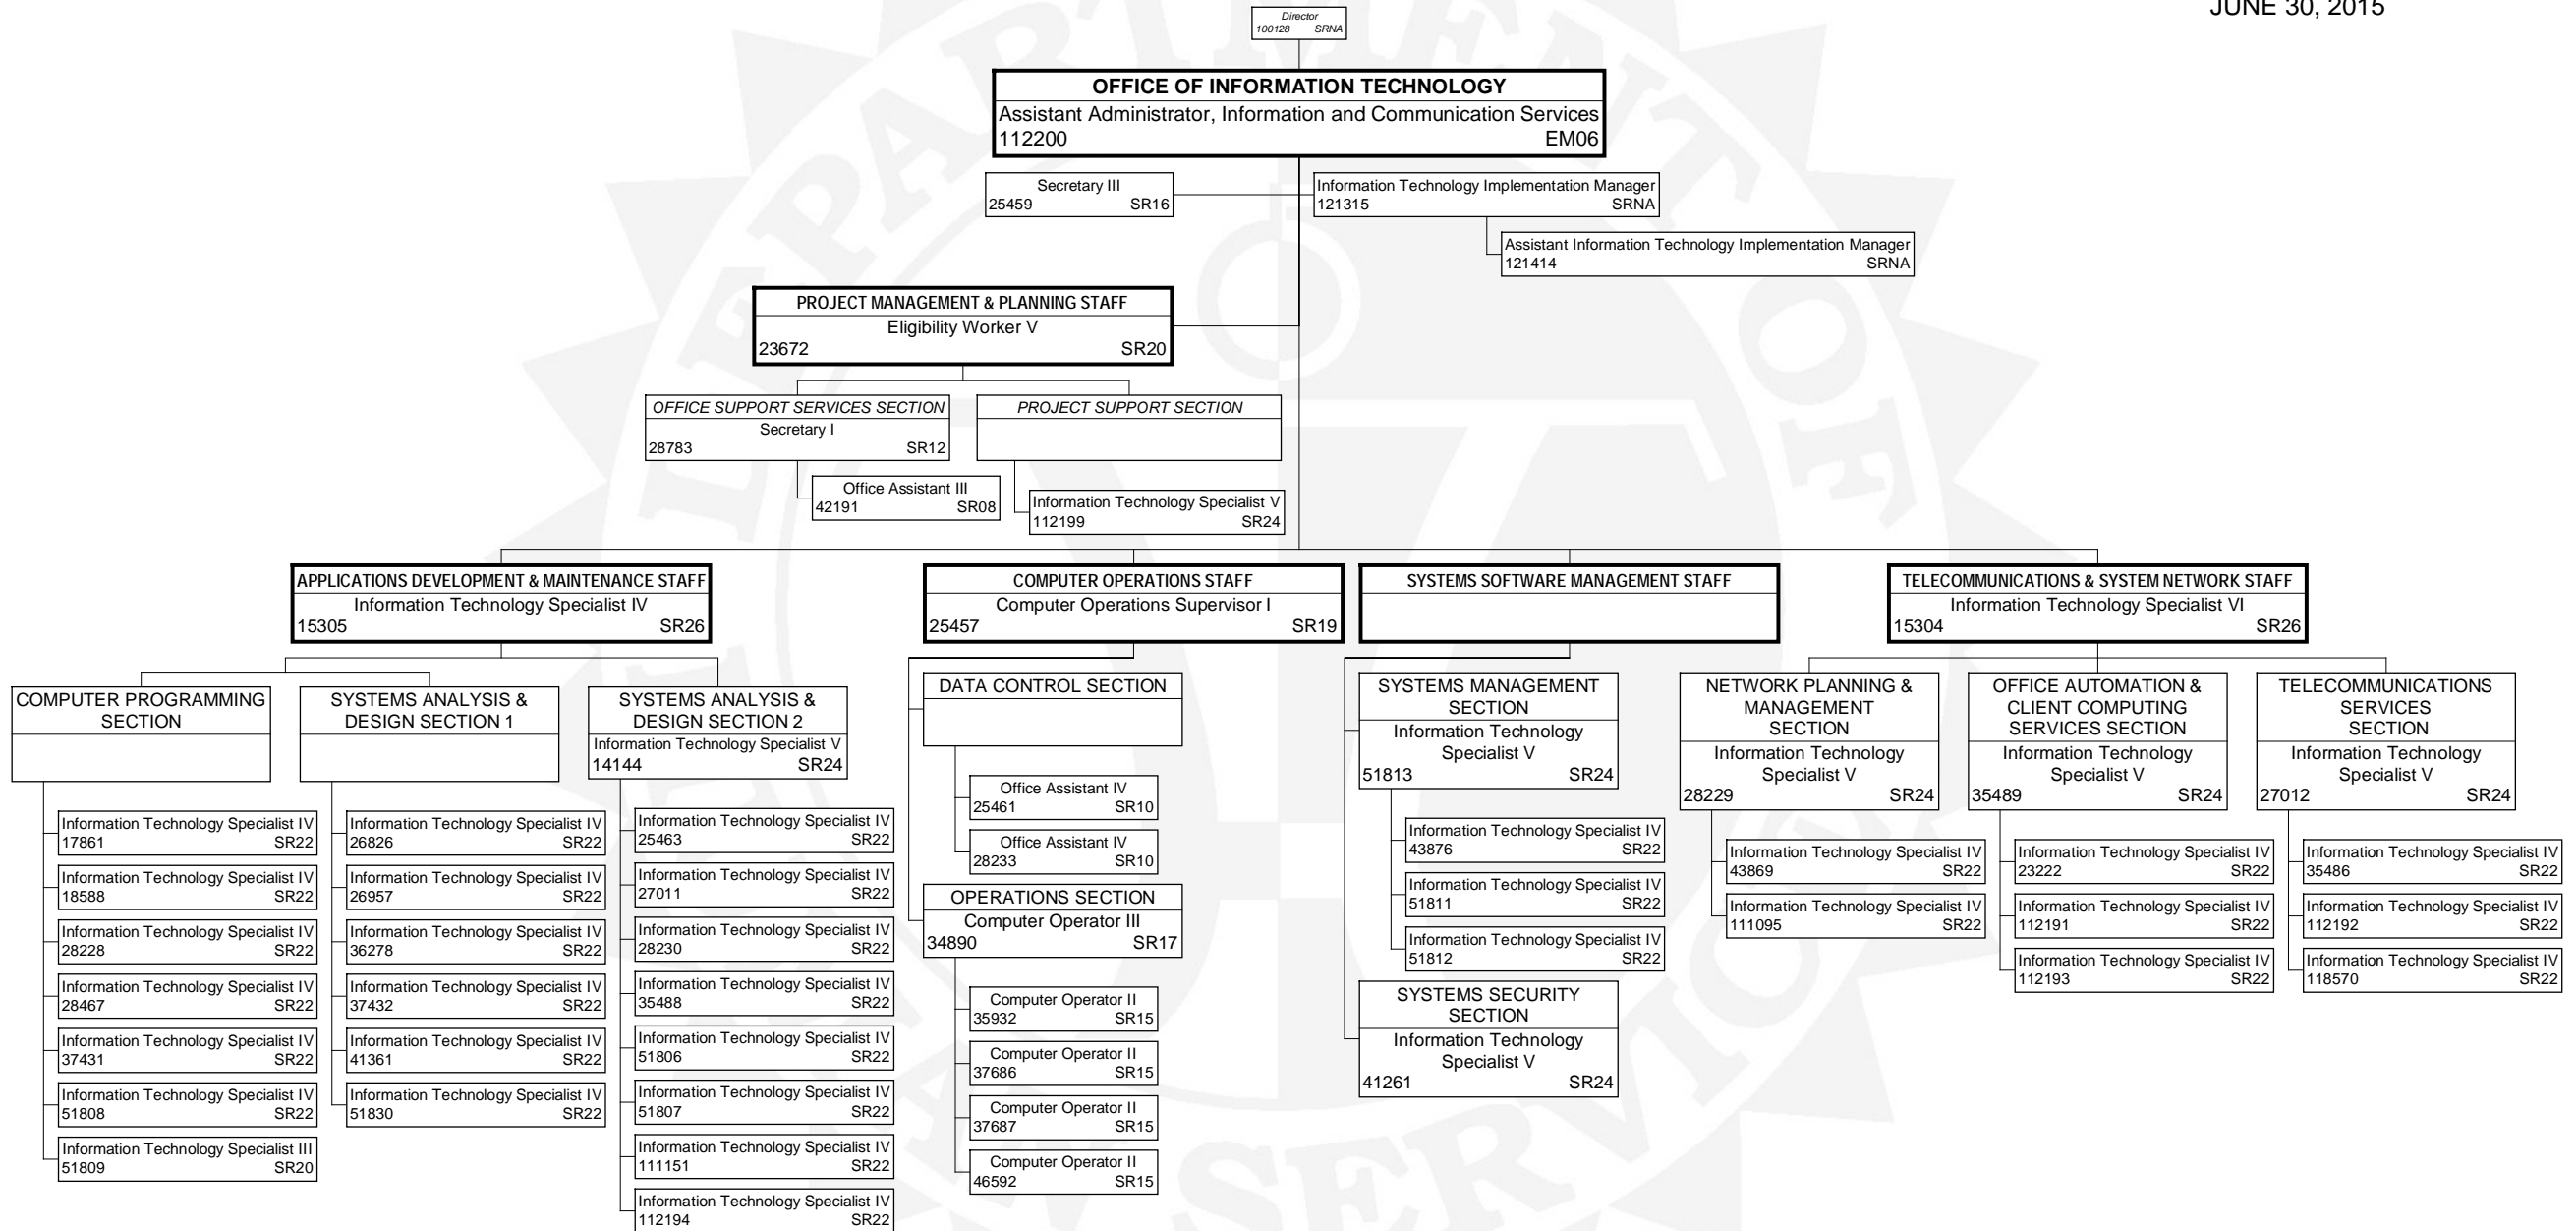 JUNE 30, 2015
Director
100128 SRNA
OFFICE OF INFORMATION TECHNOLOGY
Assistant Administrator, Information and Communication Services
112200 EM06
Secretary III
25459 SR16
Information Technology Implementation Manager
121315 SRNA
Assistant Information Technology Implementation Manager
121414 SRNA
PROJECT MANAGEMENT & PLANNING STAFF
Eligibility Worker V
23672 SR20
OFFICE SUPPORT SERVICES SECTION
Secretary I
28783 SR12
Office Assistant III
42191 SR08
PROJECT SUPPORT SECTION
Information Technology Specialist V
112199 SR24
APPLICATIONS DEVELOPMENT & MAINTENANCE STAFF
Information Technology Specialist IV
15305 SR26
COMPUTER PROGRAMMING
SECTION
Information Technology Specialist IV
17861 SR22
Information Technology Specialist IV
18588 SR22
Information Technology Specialist IV
28228 SR22
Information Technology Specialist IV
28467 SR22
Information Technology Specialist IV
37431 SR22
Information Technology Specialist IV
51808 SR22
Information Technology Specialist III
51809 SR20
SYSTEMS ANALYSIS &
DESIGN SECTION 1
Information Technology Specialist IV
26826 SR22
Information Technology Specialist IV
26957 SR22
Information Technology Specialist IV
36278 SR22
Information Technology Specialist IV
37432 SR22
Information Technology Specialist IV
41361 SR22
Information Technology Specialist IV
51830 SR22
SYSTEMS ANALYSIS &
DESIGN SECTION 2
Information Technology Specialist V
14144 SR24
Information Technology Specialist IV
25463 SR22
Information Technology Specialist IV
27011 SR22
Information Technology Specialist IV
28230 SR22
Information Technology Specialist IV
35488 SR22
Information Technology Specialist IV
51806 SR22
Information Technology Specialist IV
51807 SR22
Information Technology Specialist IV
111151 SR22
Information Technology Specialist IV
112194 SR22
COMPUTER OPERATIONS STAFF
Computer Operations Supervisor I
25457 SR19
DATA CONTROL SECTION
Office Assistant IV
25461 SR10
Office Assistant IV
28233 SR10
OPERATIONS SECTION
Computer Operator III
34890 SR17
Computer Operator II
35932 SR15
Computer Operator II
37686 SR15
Computer Operator II
37687 SR15
Computer Operator II
46592 SR15
SYSTEMS SOFTWARE MANAGEMENT STAFF
SYSTEMS MANAGEMENT
SECTION
Information Technology
Specialist V
51813 SR24
Information Technology Specialist IV
43876 SR22
Information Technology Specialist IV
51811 SR22
Information Technology Specialist IV
51812 SR22
SYSTEMS SECURITY
SECTION
Information Technology
Specialist V
41261 SR24
TELECOMMUNICATIONS & SYSTEM NETWORK STAFF
Information Technology Specialist VI
15304 SR26
NETWORK PLANNING &
MANAGEMENT
SECTION
Information Technology
Specialist V
28229 SR24
Information Technology Specialist IV
43869 SR22
Information Technology Specialist IV
111095 SR22
OFFICE AUTOMATION &
CLIENT COMPUTING
SERVICES SECTION
Information Technology
Specialist V
35489 SR24
Information Technology Specialist IV
23222 SR22
Information Technology Specialist IV
112191 SR22
Information Technology Specialist IV
112193 SR22
TELECOMMUNICATIONS
SERVICES
SECTION
Information Technology
Specialist V
27012 SR24
Information Technology Specialist IV
35486 SR22
Information Technology Specialist IV
112192 SR22
Information Technology Specialist IV
118570 SR22